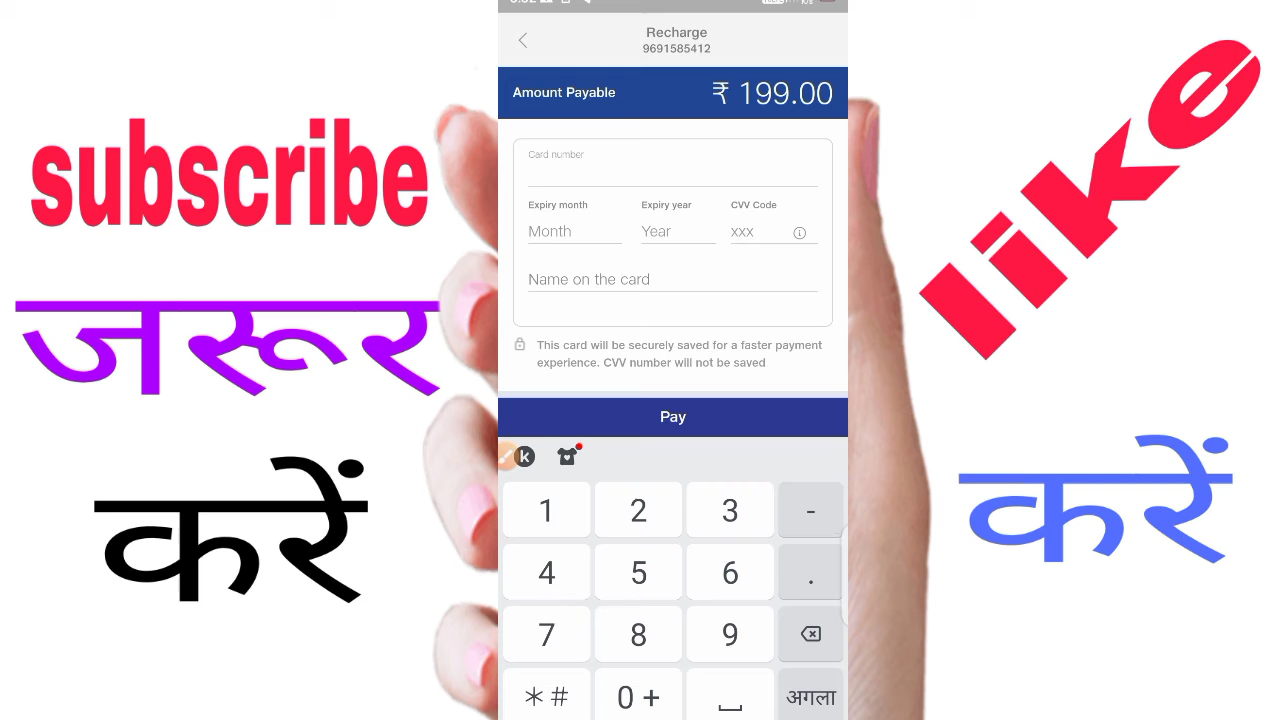 subscribe
जरूर
करें
Recharge
9691585412
Amount Payable
₹ 199.00
Card number
Expiry month
Expiry year
CVV Code
Month
Year
xxx
Name on the card
This card will be securely saved for a faster payment
experience. CVV number will not be saved
Pay
k
1 2 3 -
4 5 6 .
7 8 9
*# 0 +
अगला
like
करें